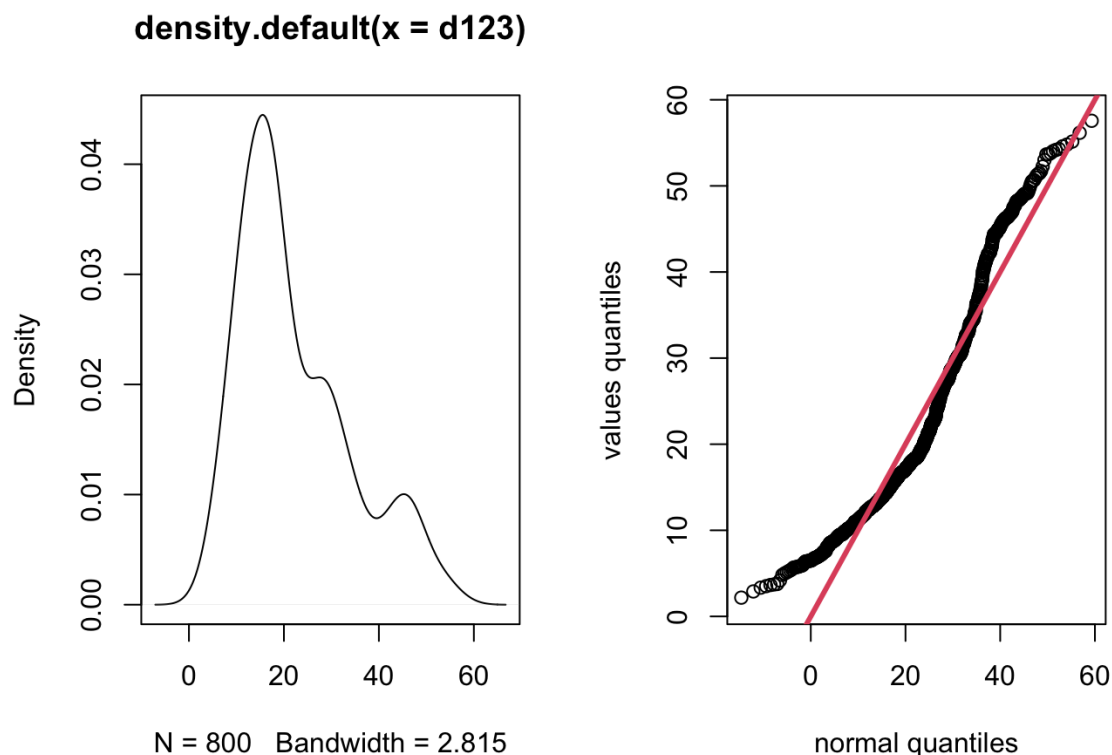 density.default(x = d123)
Density
0.00
0.01
0.02
0.03
0.04
0 20 40 60
N = 800 Bandwidth = 2.815
values quantiles
0
10
20
30
40
50
60
0 20 40 60
normal quantiles